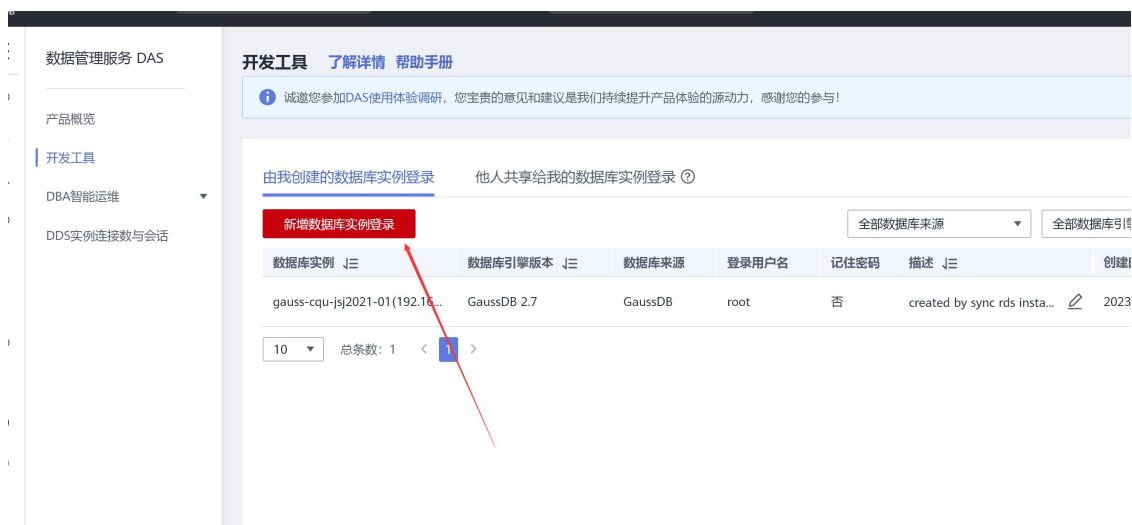 数据管理服务 DAS
产品概览
开发工具
DBA智能运维
DDS实例连接数与会话
开发工具 了解详情 帮助手册
诚邀您参加DAS使用体验调研，您宝贵的意见和建议是我们持续提升产品体验的源动力，感谢您的参与！
由我创建的数据库实例登录 他人共享给我的数据库实例登录
新增数据库实例登录 全部数据库来源 全部数据库引擎
数据库实例 数据库引擎版本 数据库来源 登录用户名 记住密码 描述 创建
gauss-cqu-jsj2021-01(192.16... GaussDB 2.7 GaussDB root 否 created by sync rds insta... 2023
10 总条数：1 < 1 >